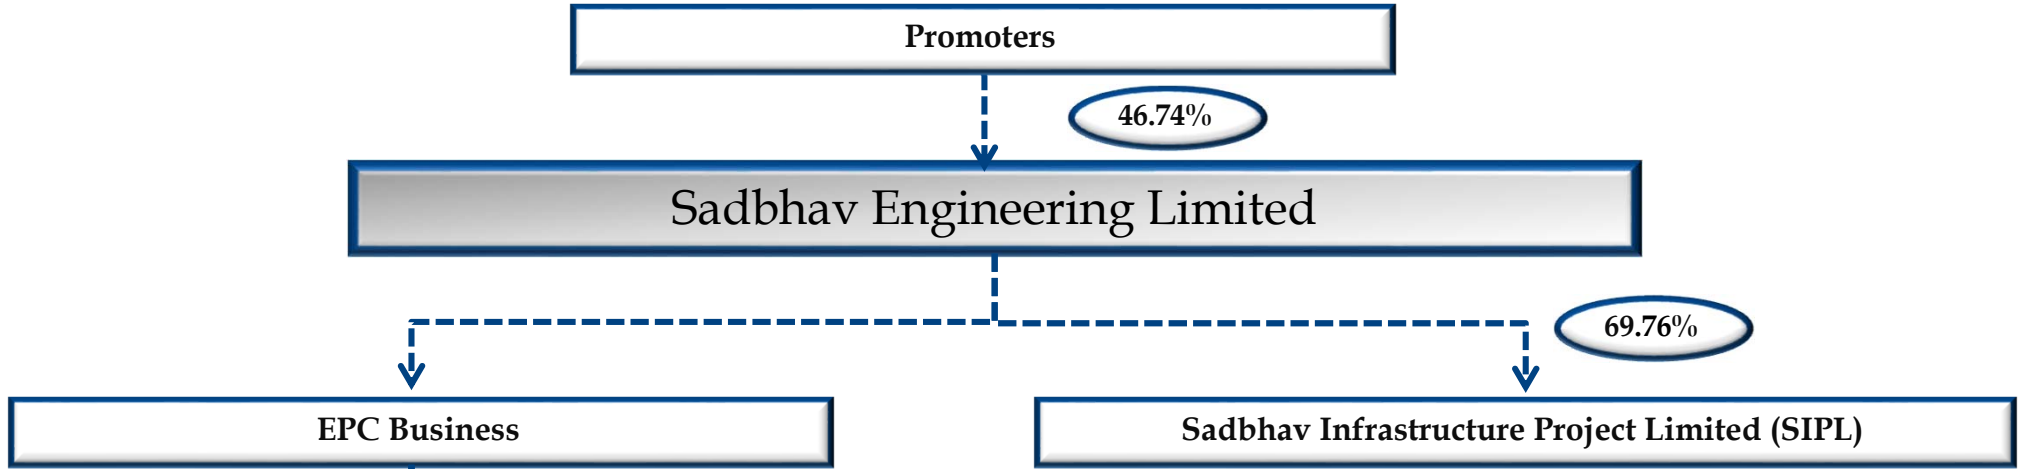 Promoters
46.74%
Sadbhav Engineering Limited
69.76%
EPC Business
Sadbhav Infrastructure Project Limited (SIPL)